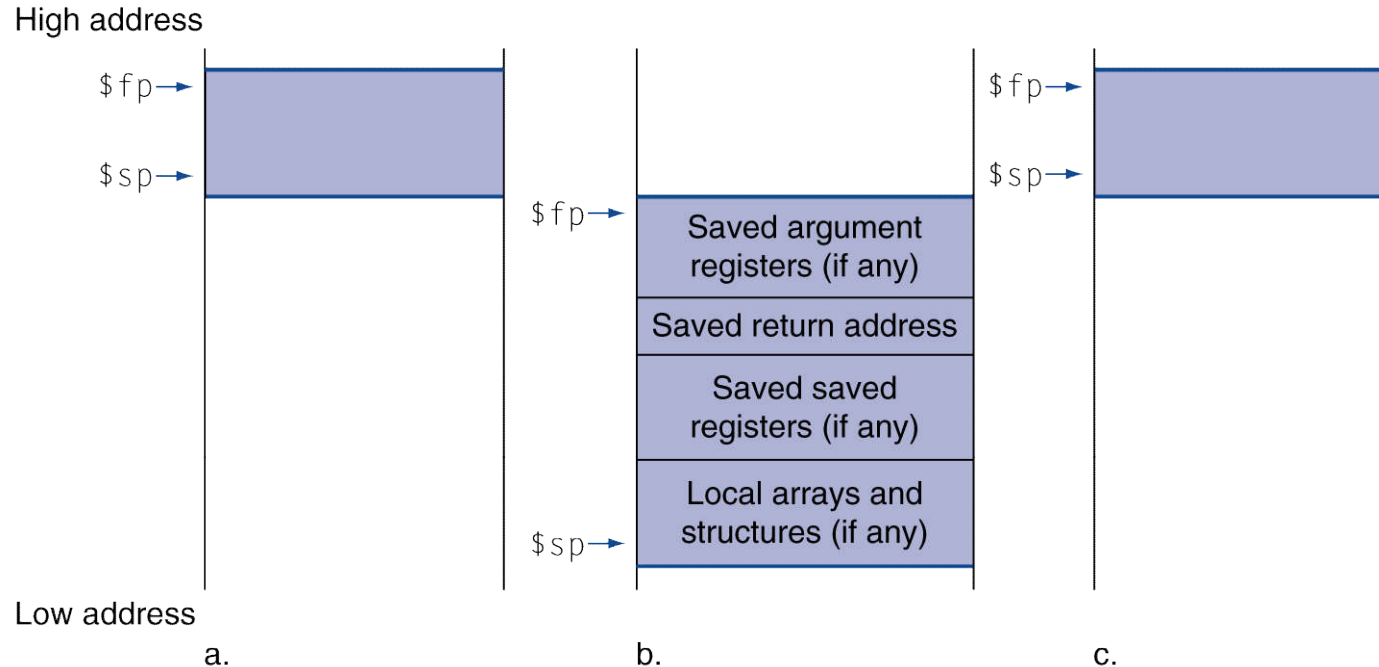 High address
$fp
$sp
$fp
Saved argument
registers (if any)
Saved return address
Saved saved
registers (if any)
Local arrays and
structures (if any)
$sp
$fp
$sp
Low address
a.
b.
c.